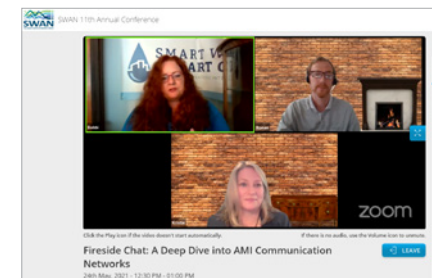 SWAN
SWAN 11th Annual Conference
SMART W
ART C
zoom
Click the Play icon if the video doesn't start automatically.
If there is no audio, use the Volume icon to unmute.
Fireside Chat: A Deep Dive into AMI Communication
Networks
LEAVE
24th May, 2021 - 12:30 PM - 01:00 PM